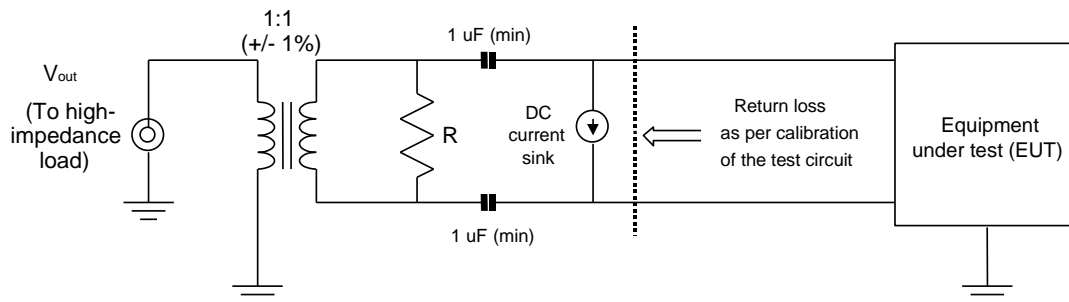 1:1
(+/- 1%)
1 uF (min)
Vout
(To high-
impedance
load)
R
DC
current
sink
Return loss
as per calibration
of the test circuit
Equipment
under test (EUT)
1 uF (min)